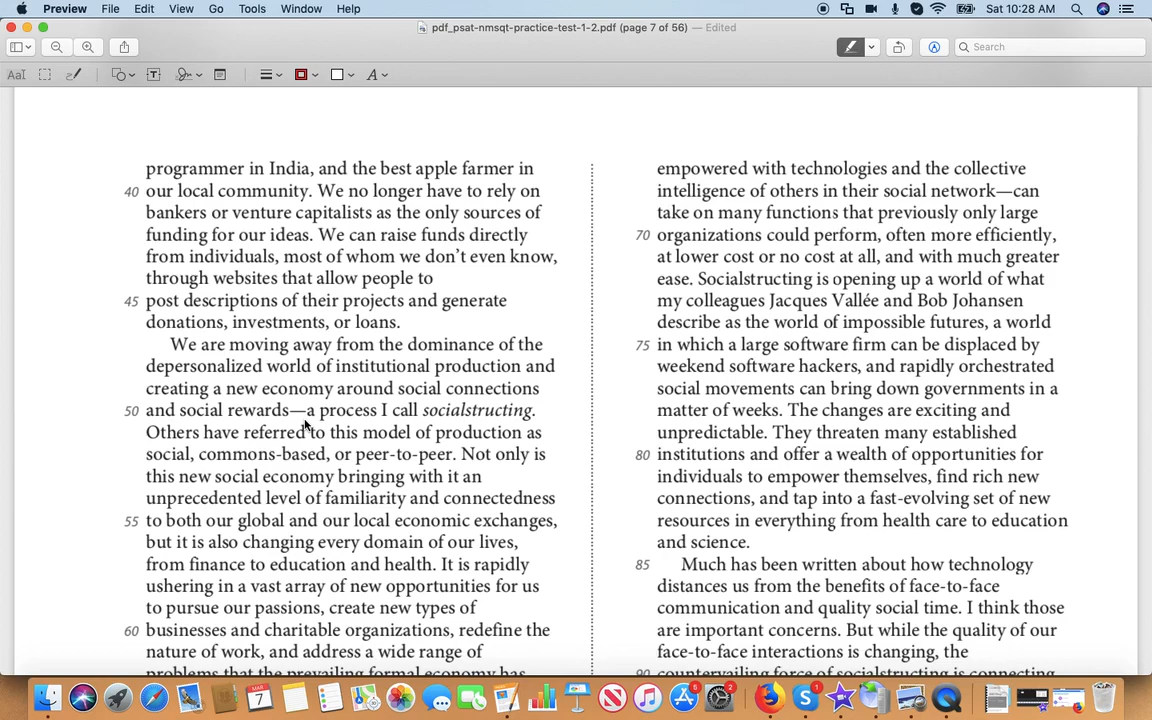 Preview File Edit View Go Tools Window Help Sat 10:28 AM
pdf_psat-nmsqt-practice-test-1-2.pdf (page 7 of 56) — Edited
Search
programmer in India, and the best apple farmer in
40 our local community. We no longer have to rely on
bankers or venture capitalists as the only sources of
funding for our ideas. We can raise funds directly
from individuals, most of whom we don't even know,
through websites that allow people to
45 post descriptions of their projects and generate
donations, investments, or loans.
We are moving away from the dominance of the
depersonalized world of institutional production and
creating a new economy around social connections
50 and social rewards—a process I call socialstructing.
Others have referred to this model of production as
social, commons-based, or peer-to-peer. Not only is
this new social economy bringing with it an
unprecedented level of familiarity and connectedness
55 to both our global and our local economic exchanges,
but it is also changing every domain of our lives,
from finance to education and health. It is rapidly
ushering in a vast array of new opportunities for us
to pursue our passions, create new types of
60 businesses and charitable organizations, redefine the
nature of work, and address a wide range of
problems that the prevailing formal economy has
empowered with technologies and the collective
intelligence of others in their social network—can
take on many functions that previously only large
70 organizations could perform, often more efficiently,
at lower cost or no cost at all, and with much greater
ease. Socialstructing is opening up a world of what
my colleagues Jacques Vallée and Bob Johansen
describe as the world of impossible futures, a world
75 in which a large software firm can be displaced by
weekend software hackers, and rapidly orchestrated
social movements can bring down governments in a
matter of weeks. The changes are exciting and
unpredictable. They threaten many established
80 institutions and offer a wealth of opportunities for
individuals to empower themselves, find rich new
connections, and tap into a fast-evolving set of new
resources in everything from health care to education
and science.
85 Much has been written about how technology
distances us from the benefits of face-to-face
communication and quality social time. I think those
are important concerns. But while the quality of our
face-to-face interactions is changing, the
90 countervailing force of socialstructing is connecting